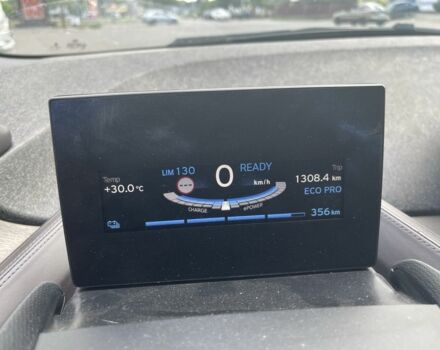 LIM 130
READY
0
km/h
Temp
+30.0 °C
---
Trip
1308.4 km
ECO PRO
CHARGE
ePOWER
356 km